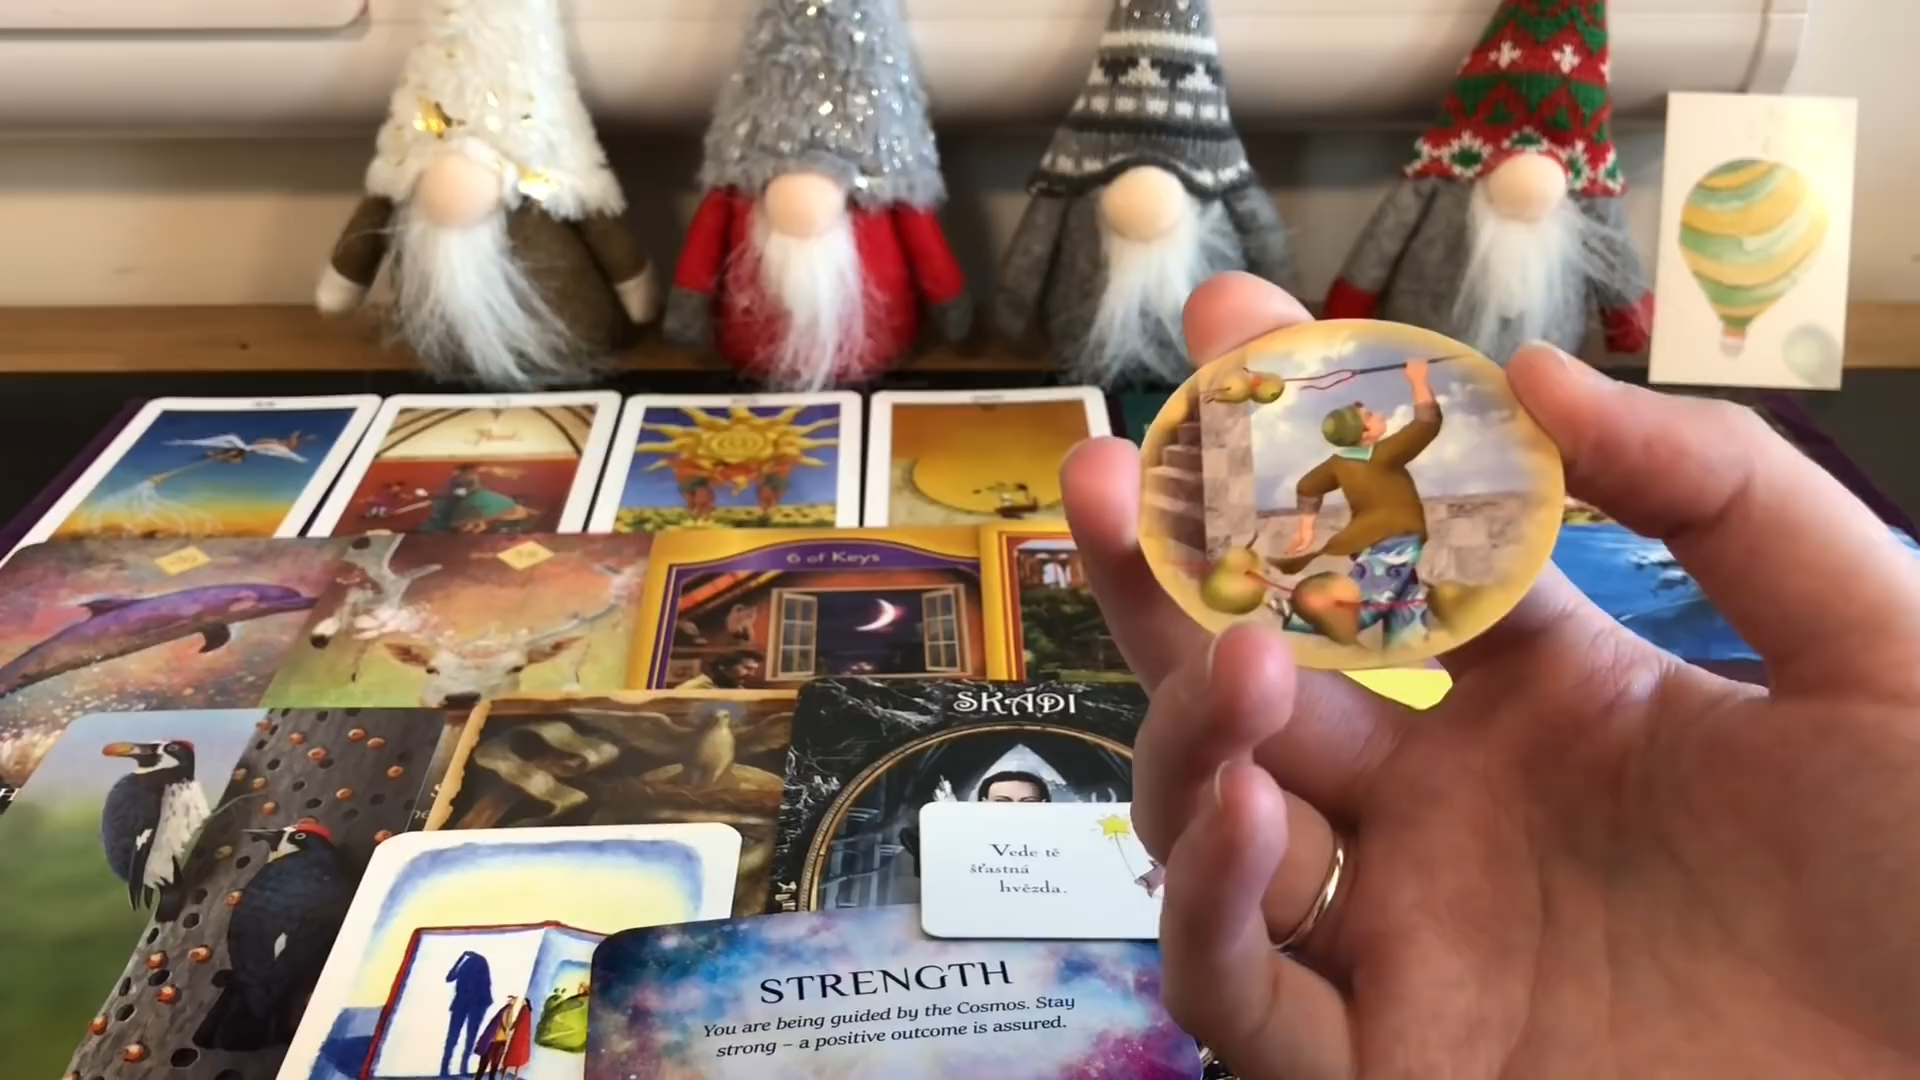 6 of Keys
SKADI
Vede tě
šťastná
hvězda.
STRENGTH
You are being guided by the Cosmos. Stay
strong – a positive outcome is assured.